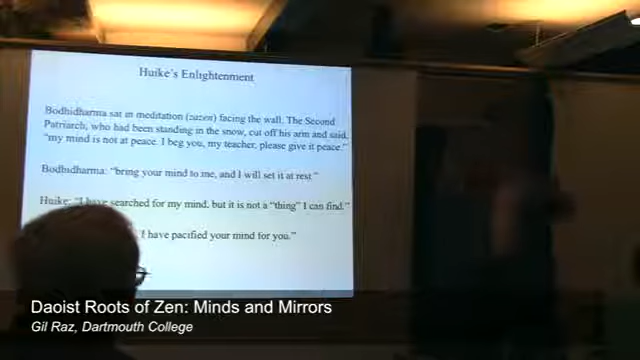 Huike's Enlightenment
Bodhidharma sat in meditation (zazen) facing the wall. The Second
Patriarch, who had been standing in the snow, cut off his arm and said,
"my mind is not at peace. I beg you, my teacher, please give it peace."
Bodhidharma: "bring your mind to me, and I will set it at rest."
Huike: "I have searched for my mind, but it is not a "thing" I can find."
I have pacified your mind for you."
Daoist Roots of Zen: Minds and Mirrors
Gil Raz, Dartmouth College